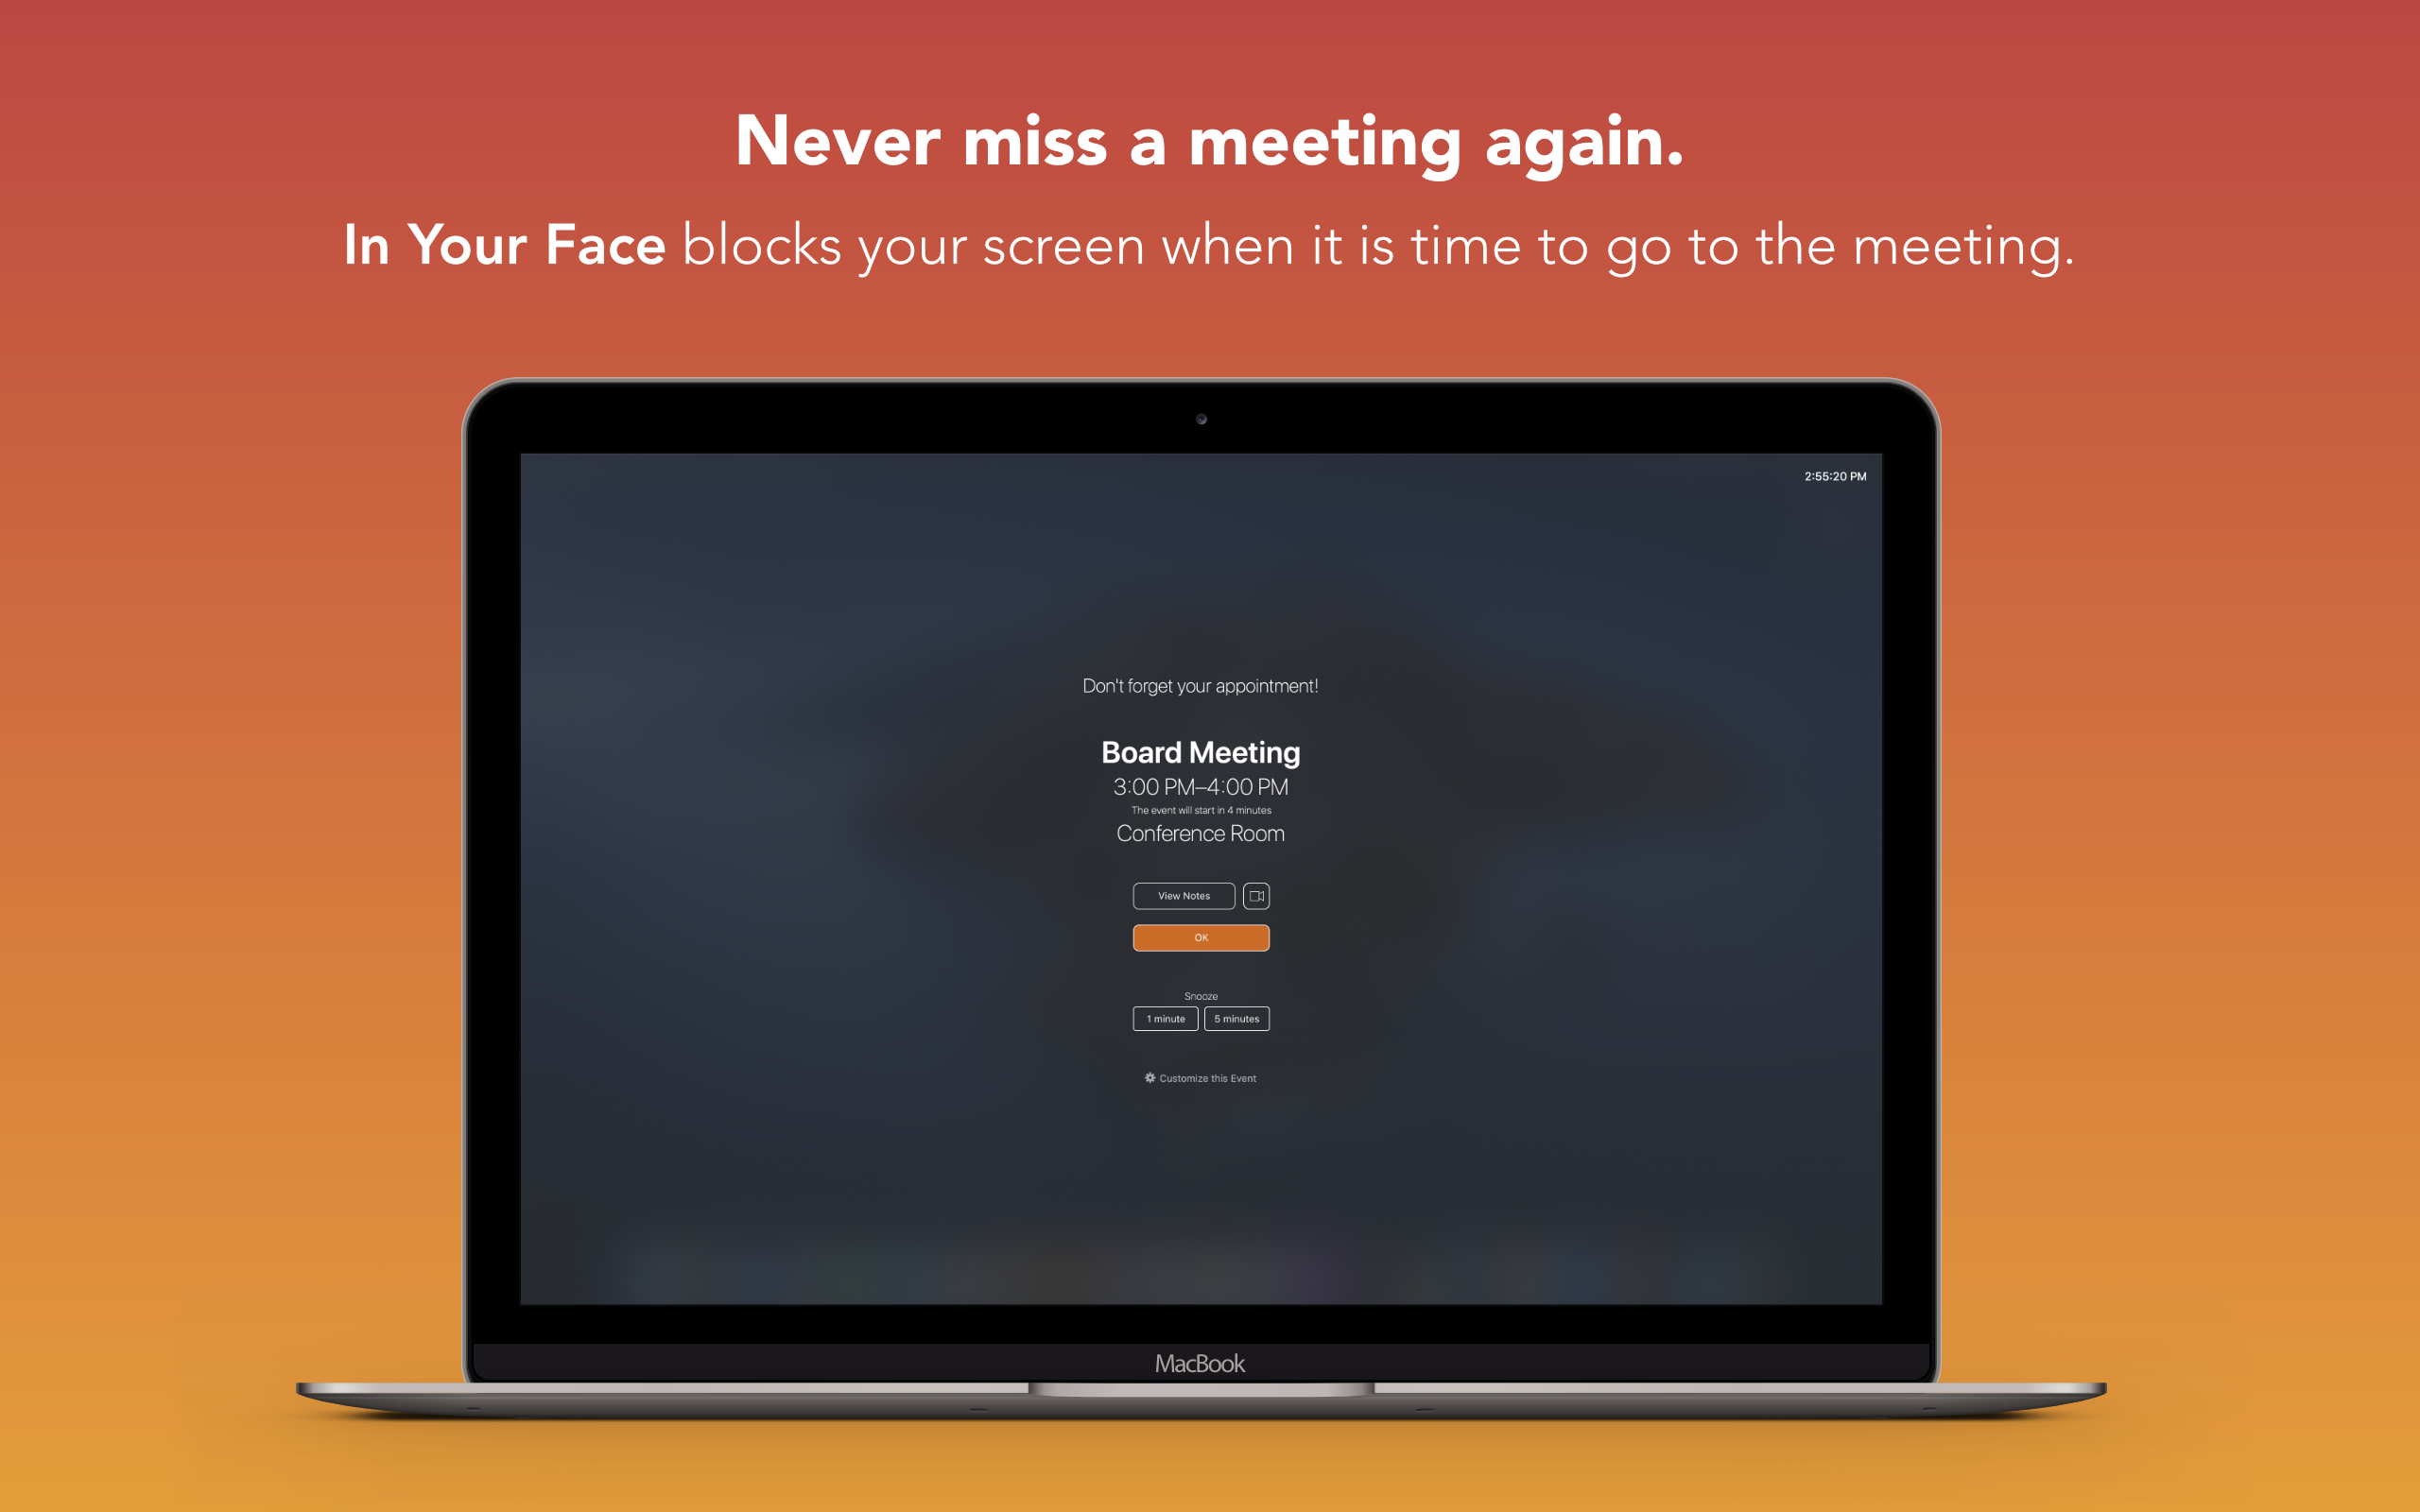 Never miss a meeting again.
In Your Face blocks your screen when it is time to go to the meeting.
2:55:20 PM
Don't forget your appointment!
Board Meeting
3:00 PM–4:00 PM
The event will start in 4 minutes
Conference Room
View Notes
OK
Snooze
1 minute 5 minutes
Customize this Event
MacBook